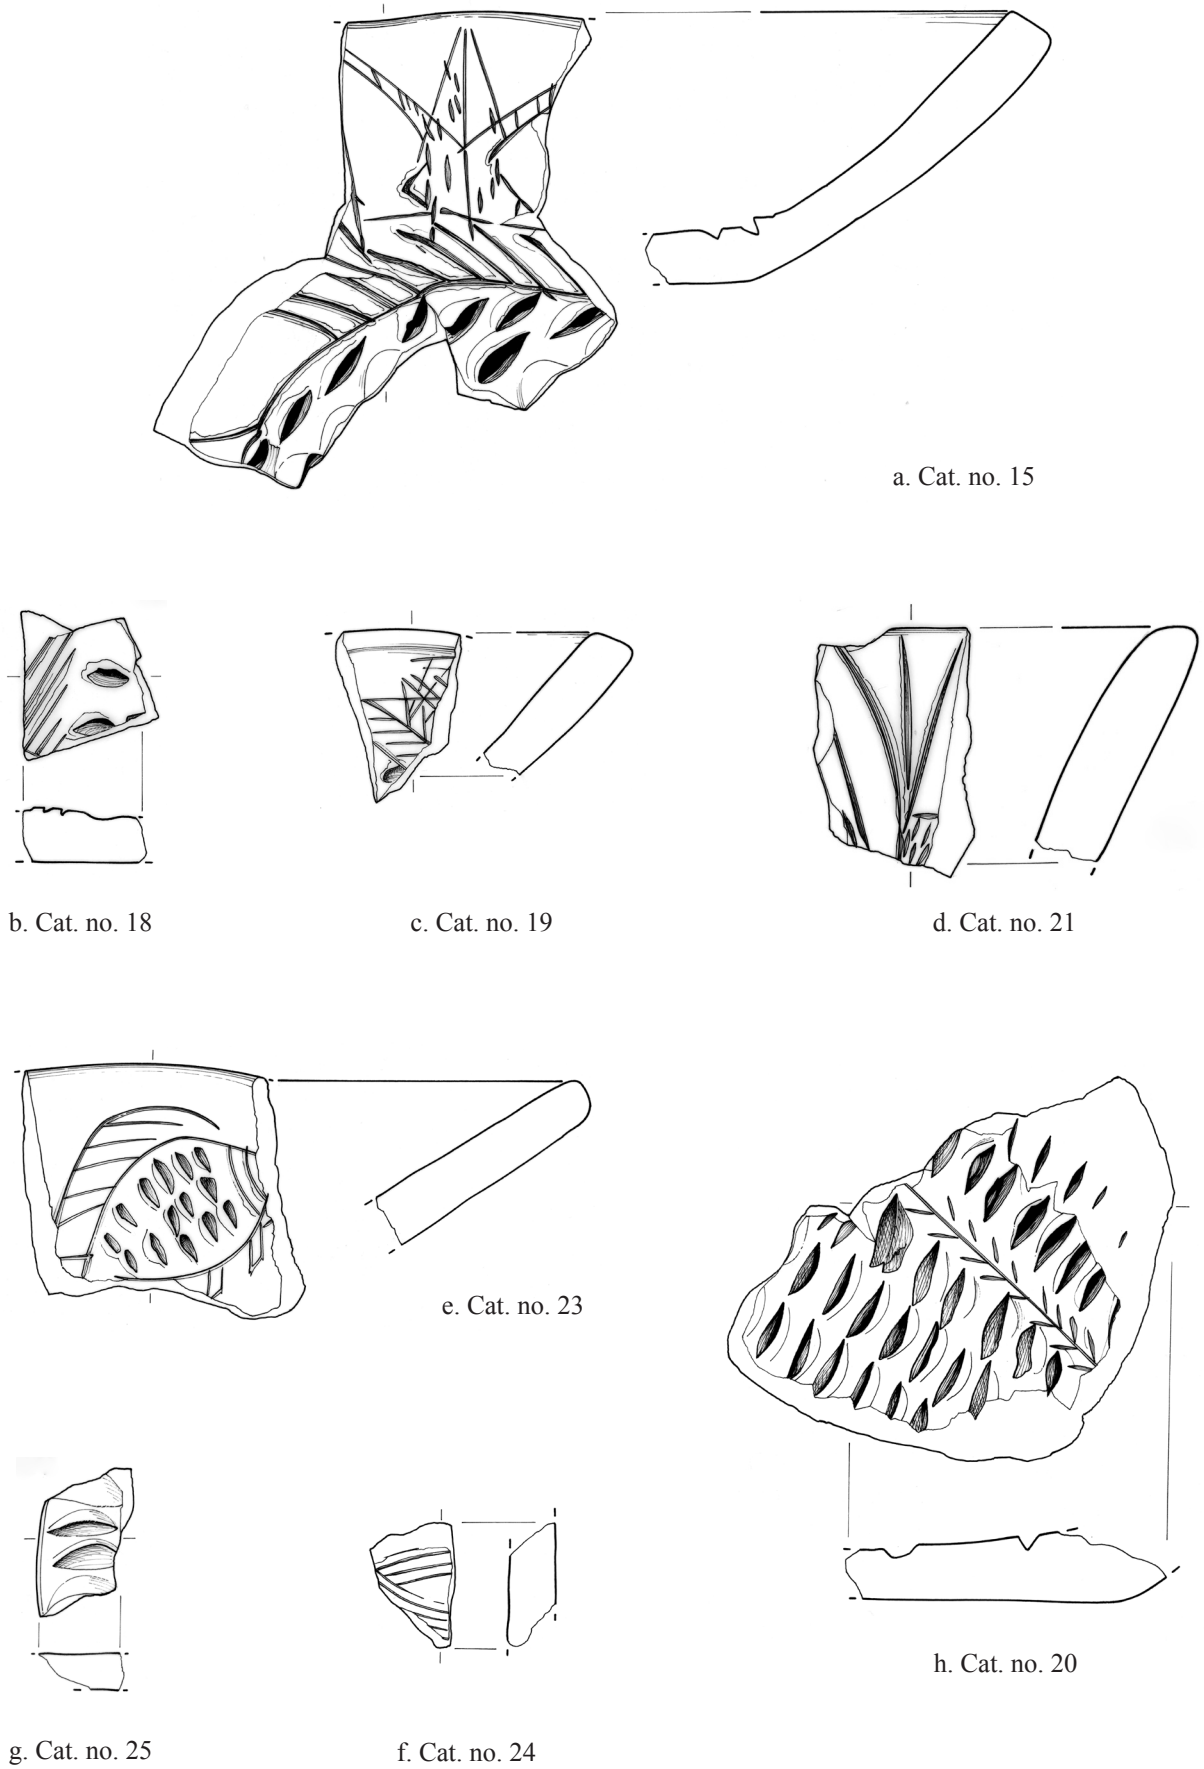 a. Cat. no. 15
b. Cat. no. 18
c. Cat. no. 19
d. Cat. no. 21
e. Cat. no. 23
h. Cat. no. 20
g. Cat. no. 25
f. Cat. no. 24